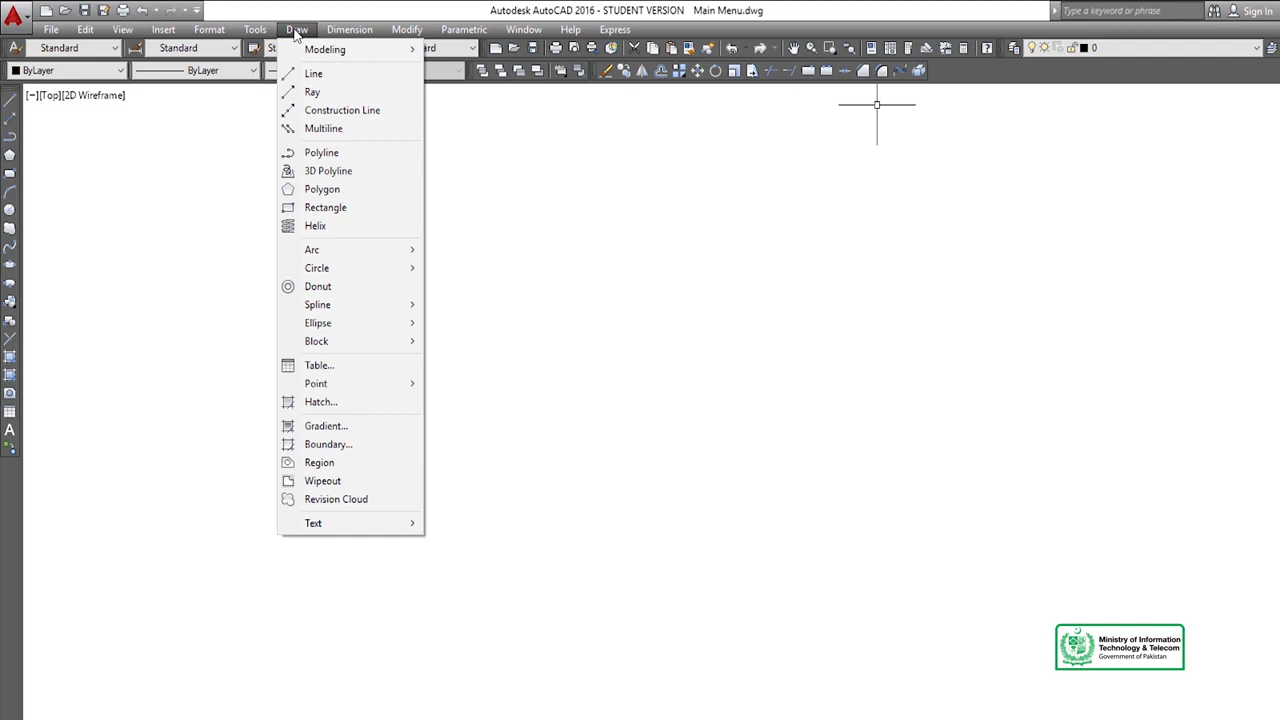 Autodesk AutoCAD 2016 - STUDENT VERSION Main Menu.dwg
Type a keyword or phrase
Sign In
File Edit View Insert Format Tools Draw Dimension Modify Parametric Window Help Express
Standard Standard St ard 0
ByLayer ByLayer
[−][Top][2D Wireframe]
Modeling
Line
Ray
Construction Line
Multiline
Polyline
3D Polyline
Polygon
Rectangle
Helix
Arc
Circle
Donut
Spline
Ellipse
Block
Table...
Point
Hatch...
Gradient...
Boundary...
Region
Wipeout
Revision Cloud
Text
Ministry of Information
Technology & Telecom
Government of Pakistan